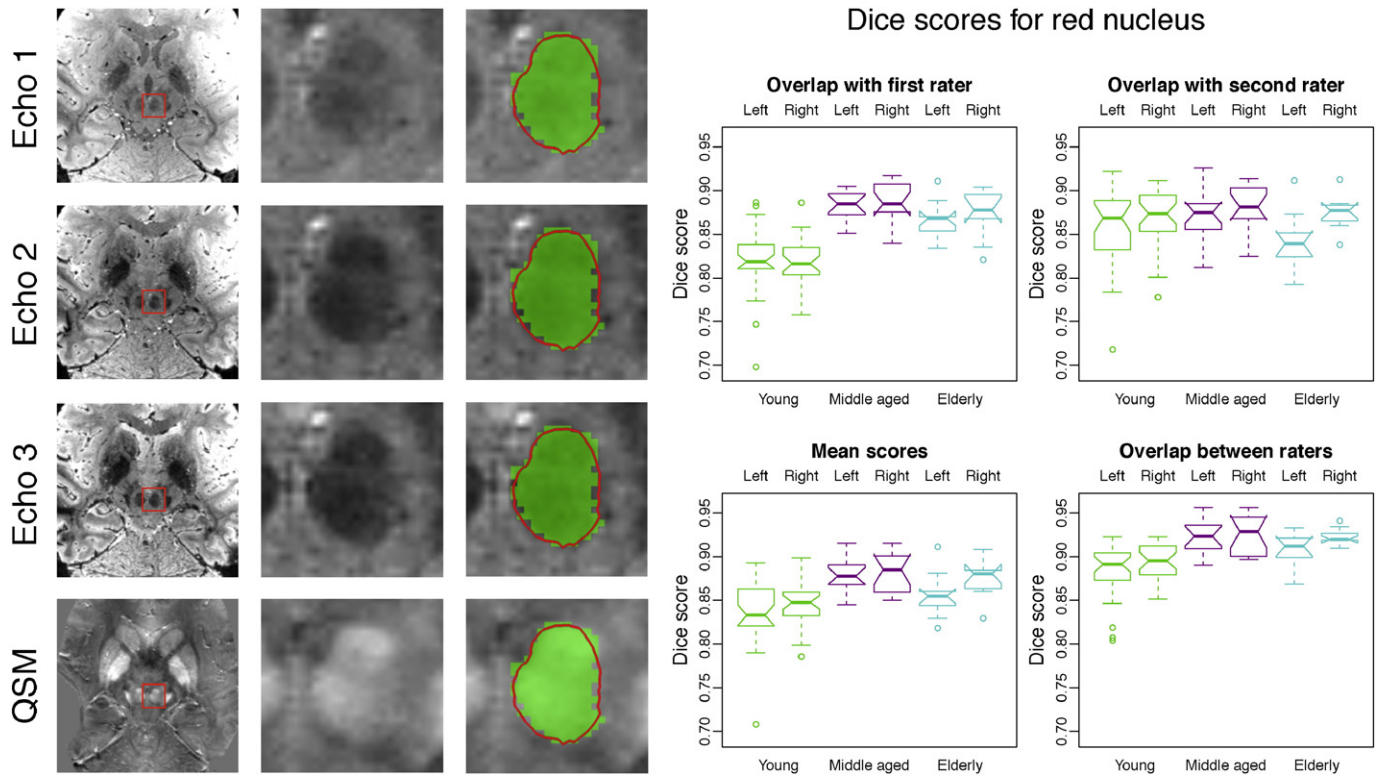 Echo 1
Echo 2
Echo 3
QSM
Dice scores for red nucleus
Overlap with first rater
Left Right Left Right Left Right
Dice score
0.95
0.90
0.85
0.80
0.75
0.70
Young Middle aged Elderly
Overlap with second rater
Left Right Left Right Left Right
Dice score
0.95
0.90
0.85
0.80
0.75
0.70
Young Middle aged Elderly
Mean scores
Left Right Left Right Left Right
Dice score
0.95
0.90
0.85
0.80
0.75
0.70
Young Middle aged Elderly
Overlap between raters
Left Right Left Right Left Right
Dice score
0.95
0.90
0.85
0.80
0.75
0.70
Young Middle aged Elderly